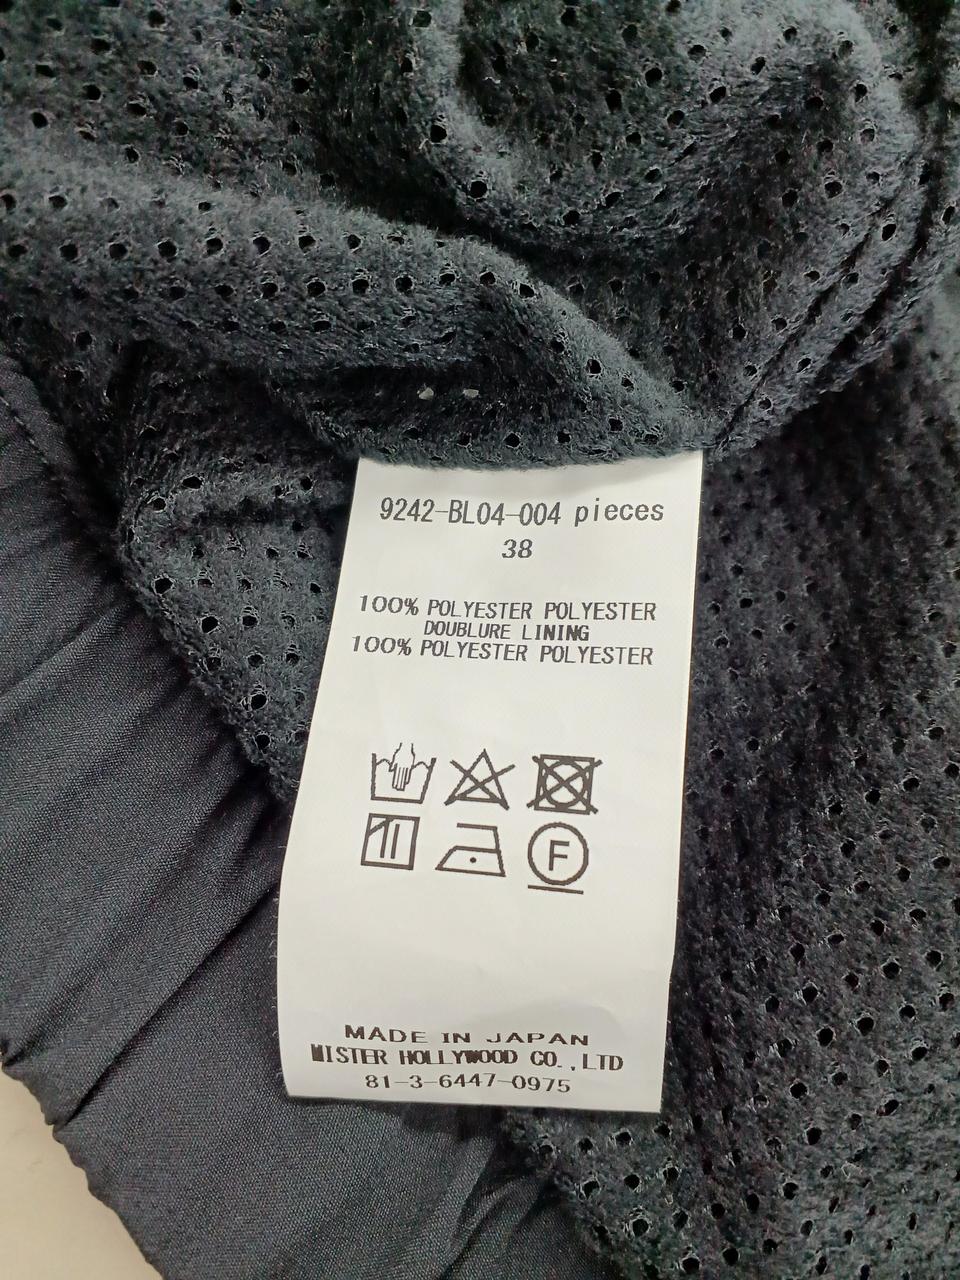 9242-BL04-004 pieces
38
100% POLYESTER POLYESTER
DOUBLURE LINING
100% POLYESTER POLYESTER
F
MADE IN JAPAN
MISTER HOLLYWOOD CO.,LTD
81-3-6447-0975